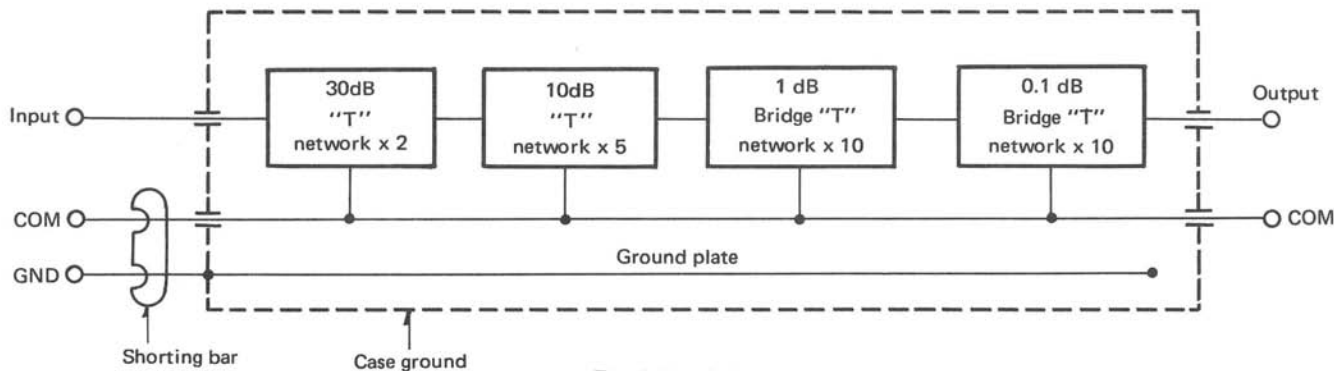 30dB
"T"
network x 2
10dB
"T"
network x 5
1 dB
Bridge "T"
network x 10
0.1 dB
Bridge "T"
network x 10
Input
Output
COM
COM
GND
Ground plate
Shorting bar
Case ground